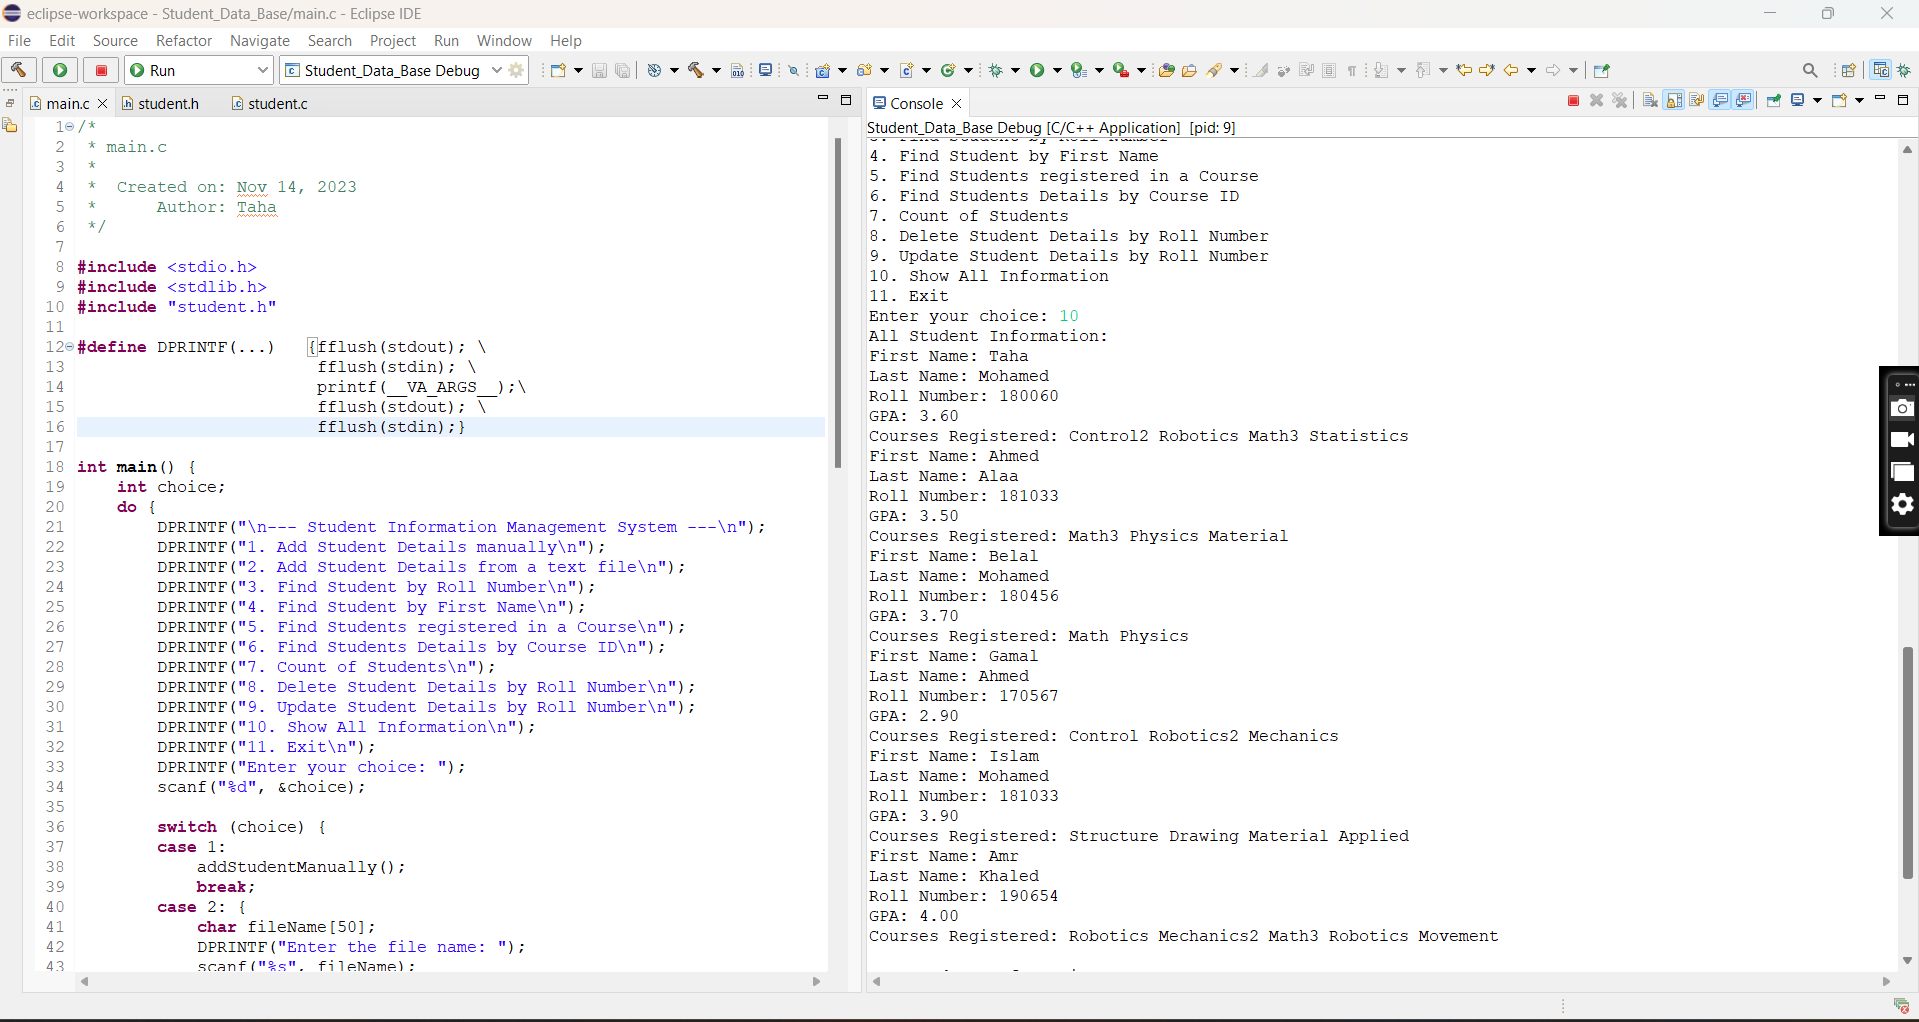 eclipse-workspace - Student_Data_Base/main.c - Eclipse IDE
File Edit Source Refactor Navigate Search Project Run Window Help
Run
Student_Data_Base Debug
main.c
student.h
student.c
1 /*
2  * main.c
3  *
4  *  Created on: Nov 14, 2023
5  *      Author: Taha
6  */
7
8 #include <stdio.h>
9 #include <stdlib.h>
10 #include "student.h"
11
12 #define DPRINTF(...)   {fflush(stdout); \
13                         fflush(stdin); \
14                         printf(__VA_ARGS__);\
15                         fflush(stdout); \
16                         fflush(stdin);}
17
18 int main() {
19     int choice;
20     do {
21         DPRINTF("\n--- Student Information Management System ---\n");
22         DPRINTF("1. Add Student Details manually\n");
23         DPRINTF("2. Add Student Details from a text file\n");
24         DPRINTF("3. Find Student by Roll Number\n");
25         DPRINTF("4. Find Student by First Name\n");
26         DPRINTF("5. Find Students registered in a Course\n");
27         DPRINTF("6. Find Students Details by Course ID\n");
28         DPRINTF("7. Count of Students\n");
29         DPRINTF("8. Delete Student Details by Roll Number\n");
30         DPRINTF("9. Update Student Details by Roll Number\n");
31         DPRINTF("10. Show All Information\n");
32         DPRINTF("11. Exit\n");
33         DPRINTF("Enter your choice: ");
34         scanf("%d", &choice);
35
36         switch (choice) {
37         case 1:
38             addStudentManually();
39             break;
40         case 2: {
41             char fileName[50];
42             DPRINTF("Enter the file name: ");
43             scanf("%s", fileName);
Console
Student_Data_Base Debug [C/C++ Application] [pid: 9]
3. Find Student by Roll Number
4. Find Student by First Name
5. Find Students registered in a Course
6. Find Students Details by Course ID
7. Count of Students
8. Delete Student Details by Roll Number
9. Update Student Details by Roll Number
10. Show All Information
11. Exit
Enter your choice: 10
All Student Information:
First Name: Taha
Last Name: Mohamed
Roll Number: 180060
GPA: 3.60
Courses Registered: Control2 Robotics Math3 Statistics
First Name: Ahmed
Last Name: Alaa
Roll Number: 181033
GPA: 3.50
Courses Registered: Math3 Physics Material
First Name: Belal
Last Name: Mohamed
Roll Number: 180456
GPA: 3.70
Courses Registered: Math Physics
First Name: Gamal
Last Name: Ahmed
Roll Number: 170567
GPA: 2.90
Courses Registered: Control Robotics2 Mechanics
First Name: Islam
Last Name: Mohamed
Roll Number: 181033
GPA: 3.90
Courses Registered: Structure Drawing Material Applied
First Name: Amr
Last Name: Khaled
Roll Number: 190654
GPA: 4.00
Courses Registered: Robotics Mechanics2 Math3 Robotics Movement